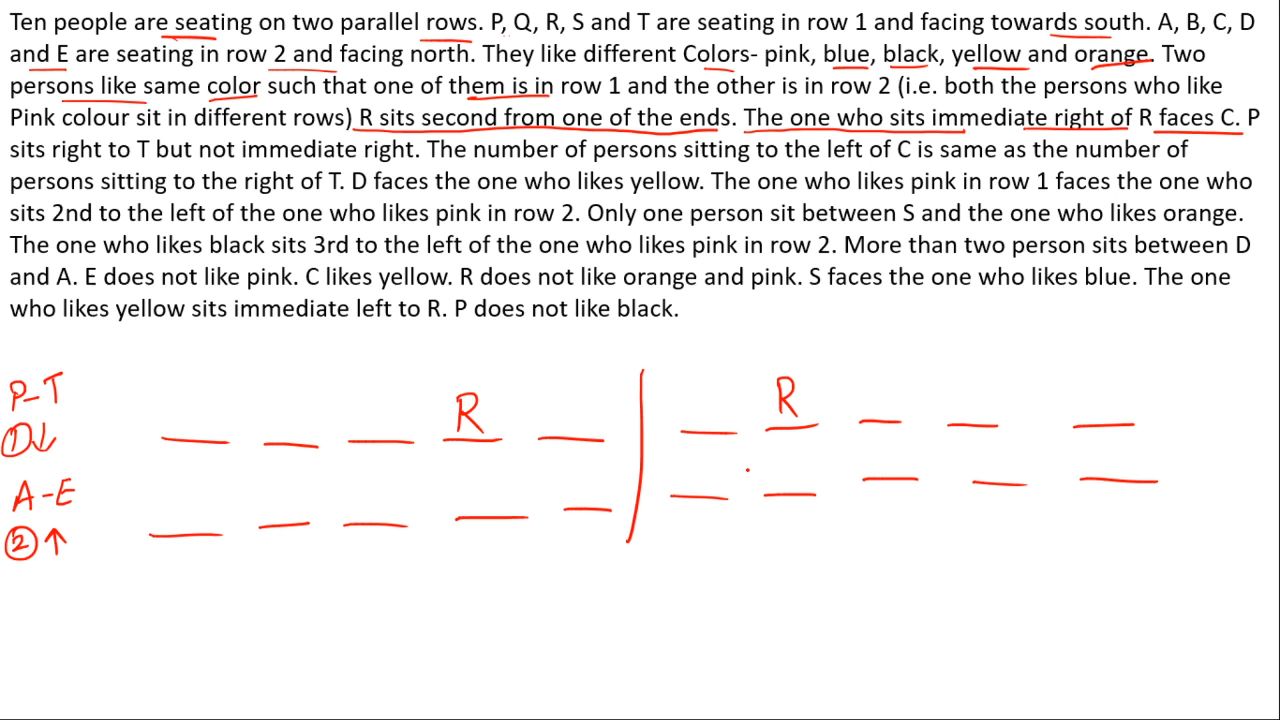 Ten people are seating on two parallel rows. P, Q, R, S and T are seating in row 1 and facing towards south. A, B, C, D
and E are seating in row 2 and facing north. They like different Colors- pink, blue, black, yellow and orange. Two
persons like same color such that one of them is in row 1 and the other is in row 2 (i.e. both the persons who like
Pink colour sit in different rows) R sits second from one of the ends. The one who sits immediate right of R faces C. P
sits right to T but not immediate right. The number of persons sitting to the left of C is same as the number of
persons sitting to the right of T. D faces the one who likes yellow. The one who likes pink in row 1 faces the one who
sits 2nd to the left of the one who likes pink in row 2. Only one person sit between S and the one who likes orange.
The one who likes black sits 3rd to the left of the one who likes pink in row 2. More than two person sits between D
and A. E does not like pink. C likes yellow. R does not like orange and pink. S faces the one who likes blue. The one
who likes yellow sits immediate left to R. P does not like black.
P-T
R R
①↓
A-E
②↑